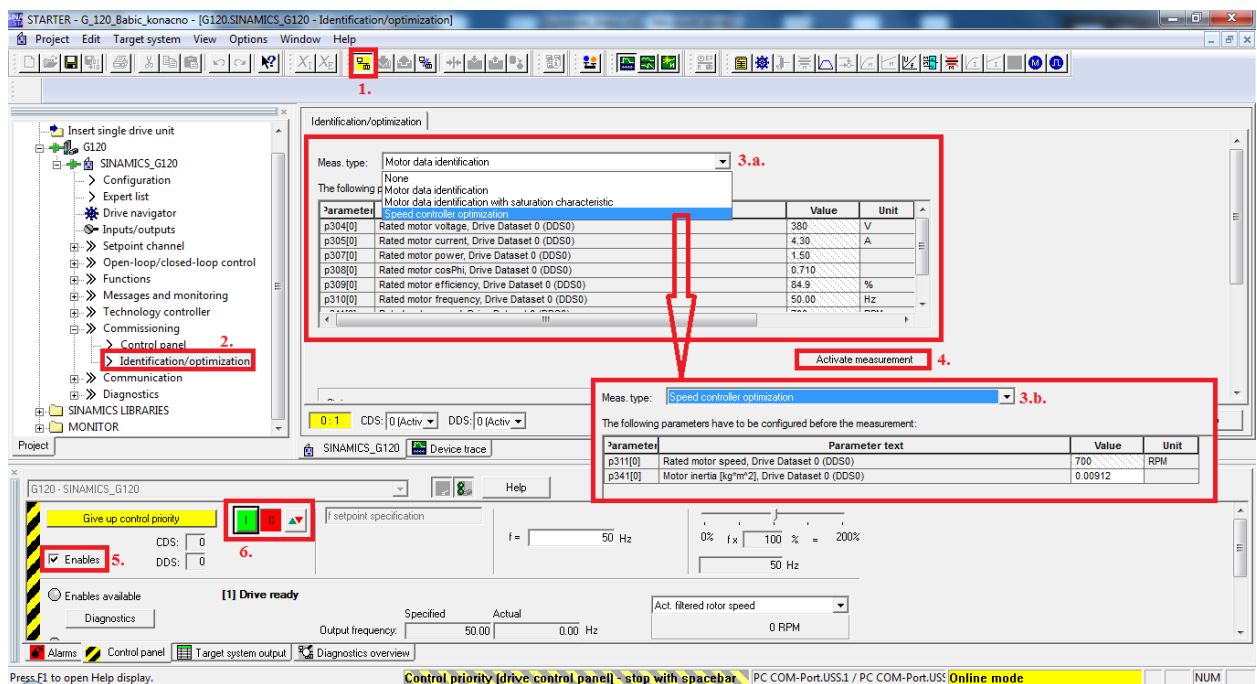 STARTER - G_120_Babic_konacno - [G120.SINAMICS_G120 - Identification/optimization]
Project Edit Target system View Options Window Help
1.
Insert single drive unit
G120
SINAMICS_G120
Configuration
Expert list
Drive navigator
Inputs/outputs
Setpoint channel
Open-loop/closed-loop control
Functions
Messages and monitoring
Technology controller
Commissioning
Control panel
2.
Identification/optimization
Communication
Diagnostics
SINAMICS LIBRARIES
MONITOR
Project
Identification/optimization
Meas. type: Motor data identification
3.a.
None
Motor data identification
Motor data identification with saturation characteristic
Speed controller optimization
The following
Value Unit
p304[0] Rated motor voltage, Drive Dataset 0 (DDS0) 380 V
p305[0] Rated motor current, Drive Dataset 0 (DDS0) 4.30 A
p307[0] Rated motor power, Drive Dataset 0 (DDS0) 1.50
p308[0] Rated motor cosPhi, Drive Dataset 0 (DDS0) 0.710
p309[0] Rated motor efficiency, Drive Dataset 0 (DDS0) 84.9 %
p310[0] Rated motor frequency, Drive Dataset 0 (DDS0) 50.00 Hz
Activate measurement
4.
Meas. type: Speed controller optimization
3.b.
The following parameters have to be configured before the measurement:
Parameter text Value Unit
p311[0] Rated motor speed, Drive Dataset 0 (DDS0) 700 RPM
p341[0] Motor inertia [kg*m^2], Drive Dataset 0 (DDS0) 0.00912
0 : 1 CDS: 0 (Activ DDS: 0 (Activ
SINAMICS_G120 Device trace
G120 - SINAMICS_G120
Help
Give up control priority
I 0
6.
f setpoint specification
CDS: 0
Enables
5.
DDS: 0
f = 50 Hz
0% f x 100 % = 200%
50 Hz
Enables available
[1] Drive ready
Diagnostics
Specified Actual
Output frequency: 50.00 0.00 Hz
Act. filtered rotor speed
0 RPM
Alarms Control panel Target system output Diagnostics overview
Press F1 to open Help display.
Control priority [drive control panel] - stop with spacebar
PC COM-Port.USS.1 / PC COM-Port.USS
Online mode
NUM